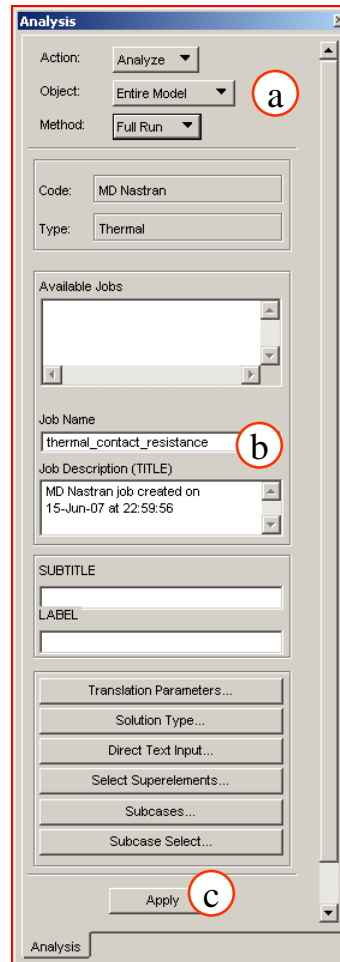 Analysis
Action: Analyze
Object: Entire Model
a
Method: Full Run
Code: MD Nastran
Type: Thermal
Available Jobs
Job Name
thermal_contact_resistance
b
Job Description (TITLE)
MD Nastran job created on
15-Jun-07 at 22:59:56
SUBTITLE
LABEL
Translation Parameters...
Solution Type...
Direct Text Input...
Select Superelements...
Subcases...
Subcase Select...
Apply
c
Analysis